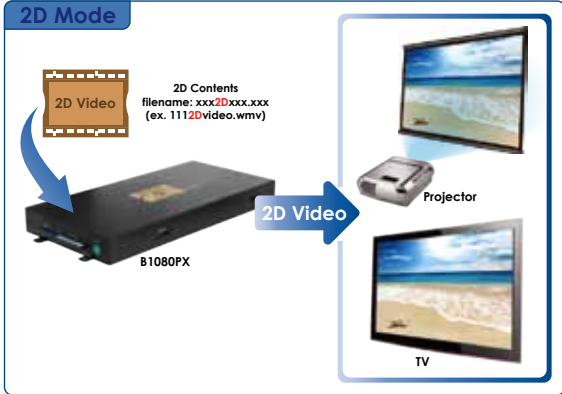 2D Mode
2D Video
2D Contents
filename: xxx2Dxxx.xxx
(ex. 1112Dvideo.wmv)
B1080PX
2D Video
Projector
TV